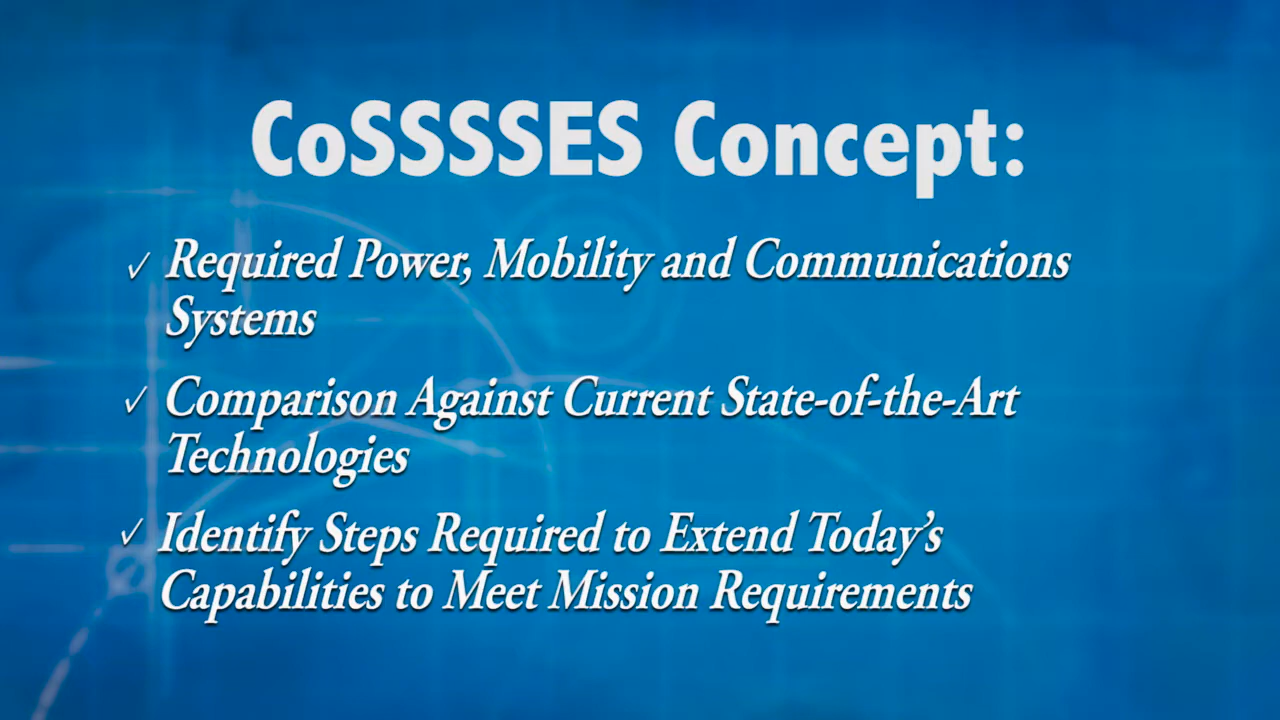 CoSSSSES Concept:
✓ Required Power, Mobility and Communications
Systems
✓ Comparison Against Current State-of-the-Art
Technologies
✓ Identify Steps Required to Extend Today’s
Capabilities to Meet Mission Requirements